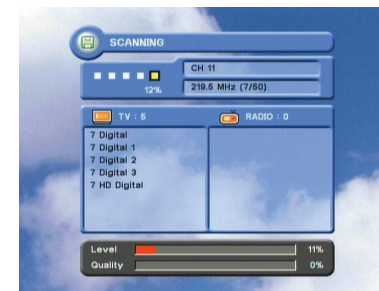 SCANNING
CH 11
12%
219.5 MHz (7/50)
TV : 5
RADIO : 0
7 Digital
7 Digital 1
7 Digital 2
7 Digital 3
7 HD Digital
Level 11%
Quality 0%